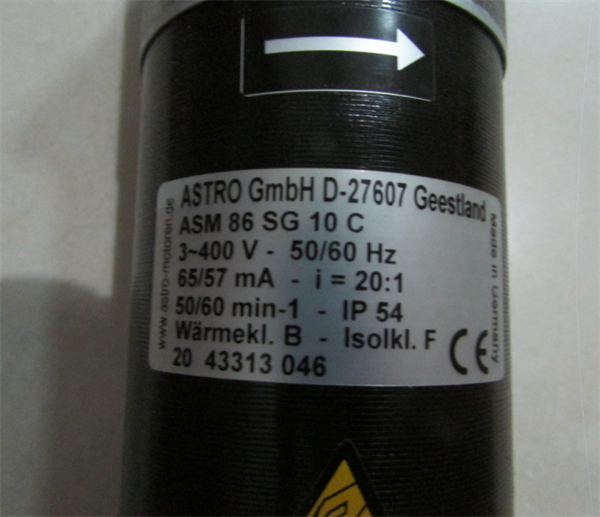 ASTRO GmbH D-27607 Geestland
ASM 86 SG 10 C
3~400 V - 50/60 Hz
65/57 mA - i = 20:1
50/60 min-1 - IP 54
Wärmekl. B - Isolkl. F
20 43313 046
CE
www.astro-motoren.de
Made in Germany